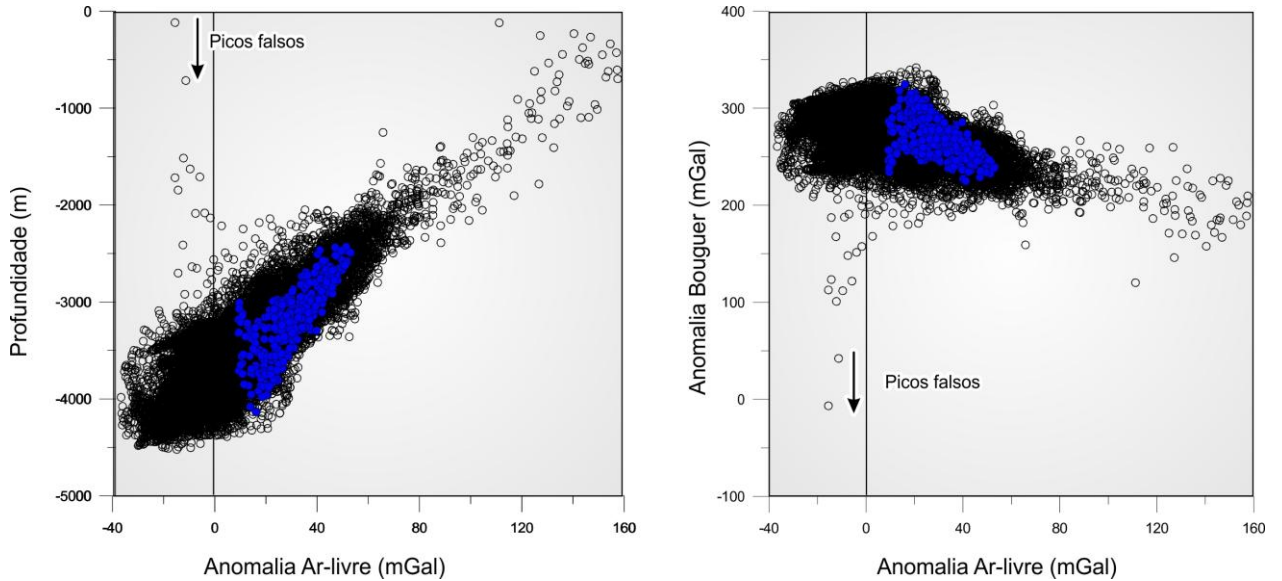 0
-1000
-2000
-3000
-4000
-5000
Profundidade (m)
Picos falsos
-40 0 40 80 120 160
Anomalia Ar-livre (mGal)
400
300
200
100
0
-100
Anomalia Bouguer (mGal)
Picos falsos
-40 0 40 80 120 160
Anomalia Ar-livre (mGal)